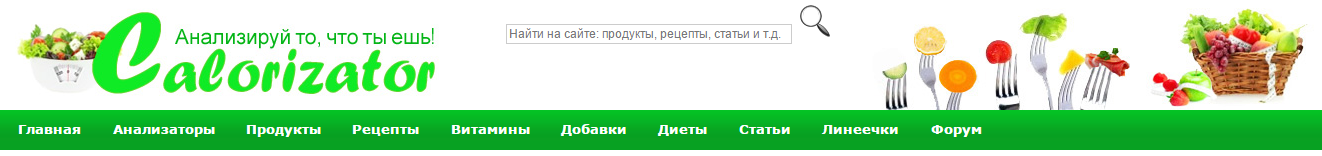 Анализируй то, что ты ешь!
Calorizator
Найти на сайте: продукты, рецепты, статьи и т.д.
Главная Анализаторы Продукты Рецепты Витамины Добавки Диеты Статьи Линеечки Форум